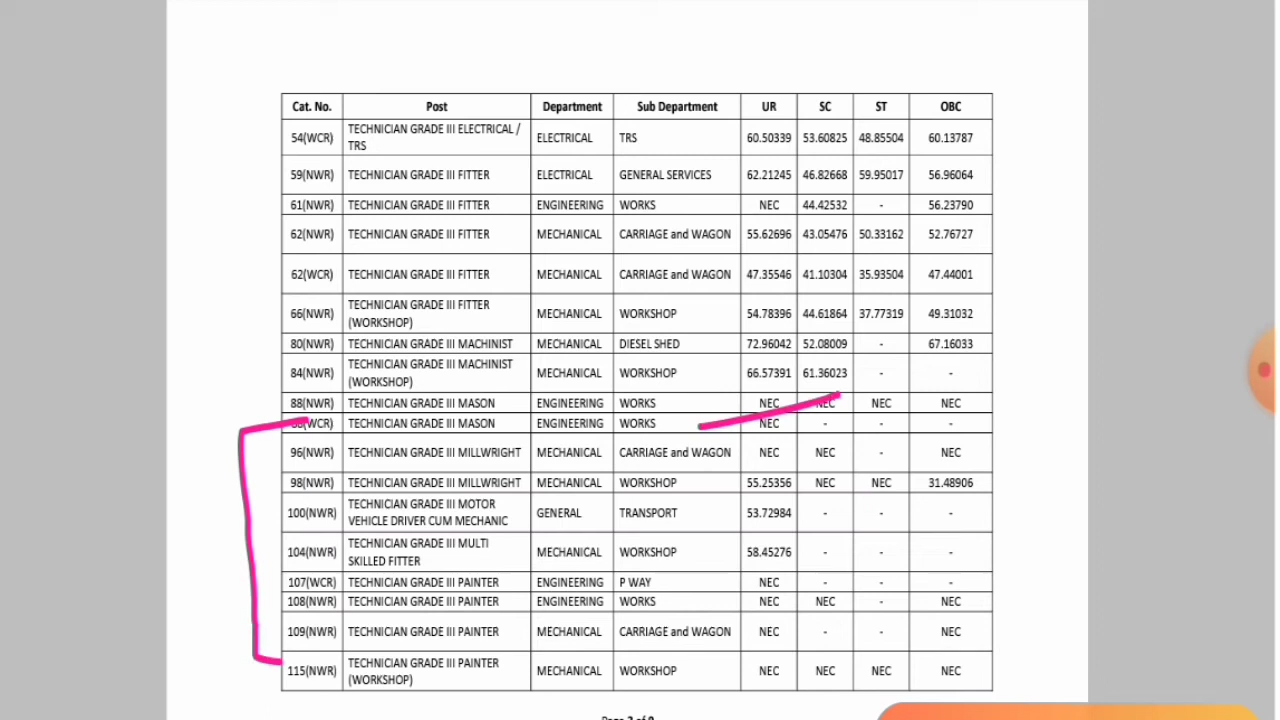 Cat. No. Post Department Sub Department UR SC ST OBC
54(WCR) TECHNICIAN GRADE III ELECTRICAL / TRS ELECTRICAL TRS 60.50339 53.60825 48.85504 60.13787
59(NWR) TECHNICIAN GRADE III FITTER ELECTRICAL GENERAL SERVICES 62.21245 46.82668 59.95017 56.96064
61(NWR) TECHNICIAN GRADE III FITTER ENGINEERING WORKS NEC 44.42532 - 56.23790
62(NWR) TECHNICIAN GRADE III FITTER MECHANICAL CARRIAGE and WAGON 55.62696 43.05476 50.33162 52.76727
62(WCR) TECHNICIAN GRADE III FITTER MECHANICAL CARRIAGE and WAGON 47.35546 41.10304 35.93504 47.44001
66(NWR) TECHNICIAN GRADE III FITTER (WORKSHOP) MECHANICAL WORKSHOP 54.78396 44.61864 37.77319 49.31032
80(NWR) TECHNICIAN GRADE III MACHINIST MECHANICAL DIESEL SHED 72.96042 52.08009 - 67.16033
84(NWR) TECHNICIAN GRADE III MACHINIST (WORKSHOP) MECHANICAL WORKSHOP 66.57391 61.36023 - -
88(NWR) TECHNICIAN GRADE III MASON ENGINEERING WORKS NEC NEC NEC NEC
(WCR) TECHNICIAN GRADE III MASON ENGINEERING WORKS NEC - - -
96(NWR) TECHNICIAN GRADE III MILLWRIGHT MECHANICAL CARRIAGE and WAGON NEC NEC - NEC
98(NWR) TECHNICIAN GRADE III MILLWRIGHT MECHANICAL WORKSHOP 55.25356 NEC NEC 31.48906
100(NWR) TECHNICIAN GRADE III MOTOR VEHICLE DRIVER CUM MECHANIC GENERAL TRANSPORT 53.72984 - - -
104(NWR) TECHNICIAN GRADE III MULTI SKILLED FITTER MECHANICAL WORKSHOP 58.45276 - - -
107(WCR) TECHNICIAN GRADE III PAINTER ENGINEERING P WAY NEC - - -
108(NWR) TECHNICIAN GRADE III PAINTER ENGINEERING WORKS NEC NEC - NEC
109(NWR) TECHNICIAN GRADE III PAINTER MECHANICAL CARRIAGE and WAGON NEC - - NEC
115(NWR) TECHNICIAN GRADE III PAINTER (WORKSHOP) MECHANICAL WORKSHOP NEC NEC NEC NEC